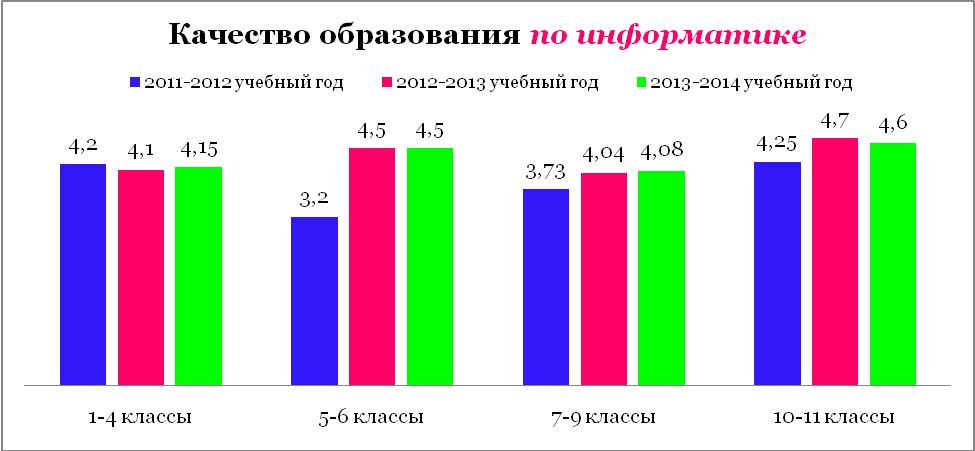 Качество образования по информатике
2011-2012 учебный год 2012-2013 учебный год 2013-2014 учебный год
4,2 4,1 4,15 3,2 4,5 4,5 3,73 4,04 4,08 4,25 4,7 4,6
1-4 классы 5-6 классы 7-9 классы 10-11 классы